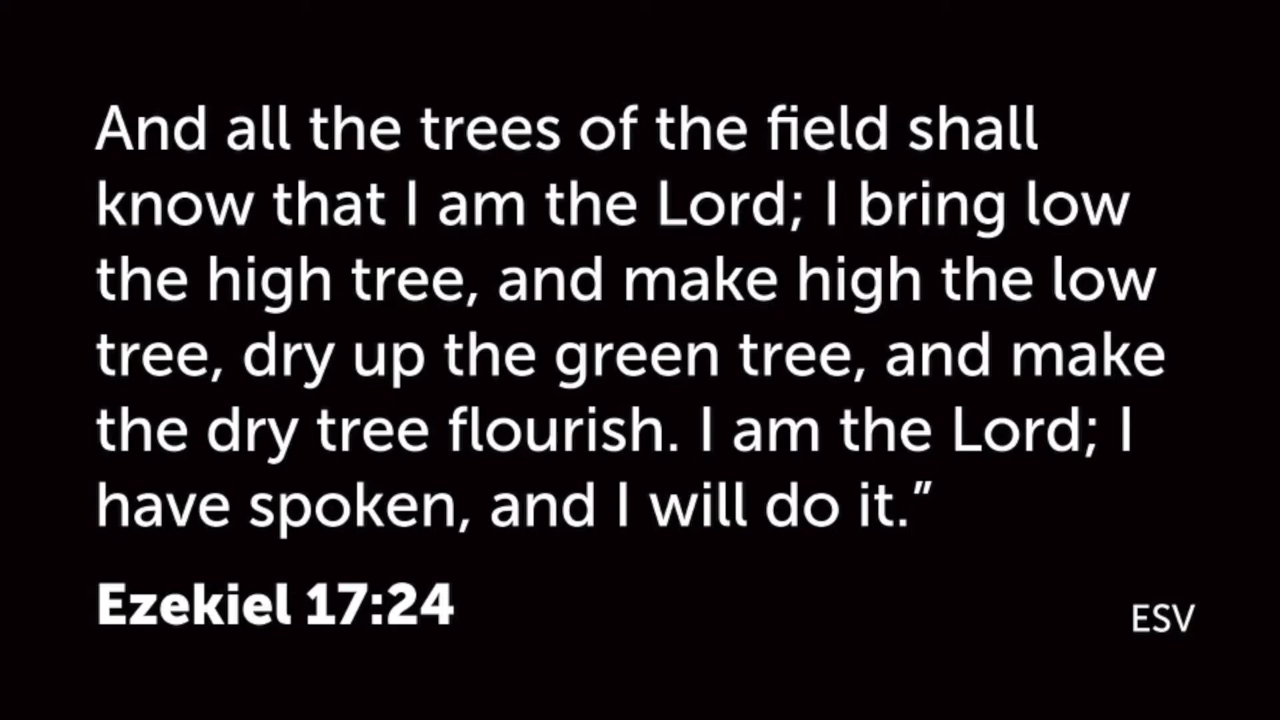 And all the trees of the field shall
know that I am the Lord; I bring low
the high tree, and make high the low
tree, dry up the green tree, and make
the dry tree flourish. I am the Lord; I
have spoken, and I will do it.”
Ezekiel 17:24
ESV